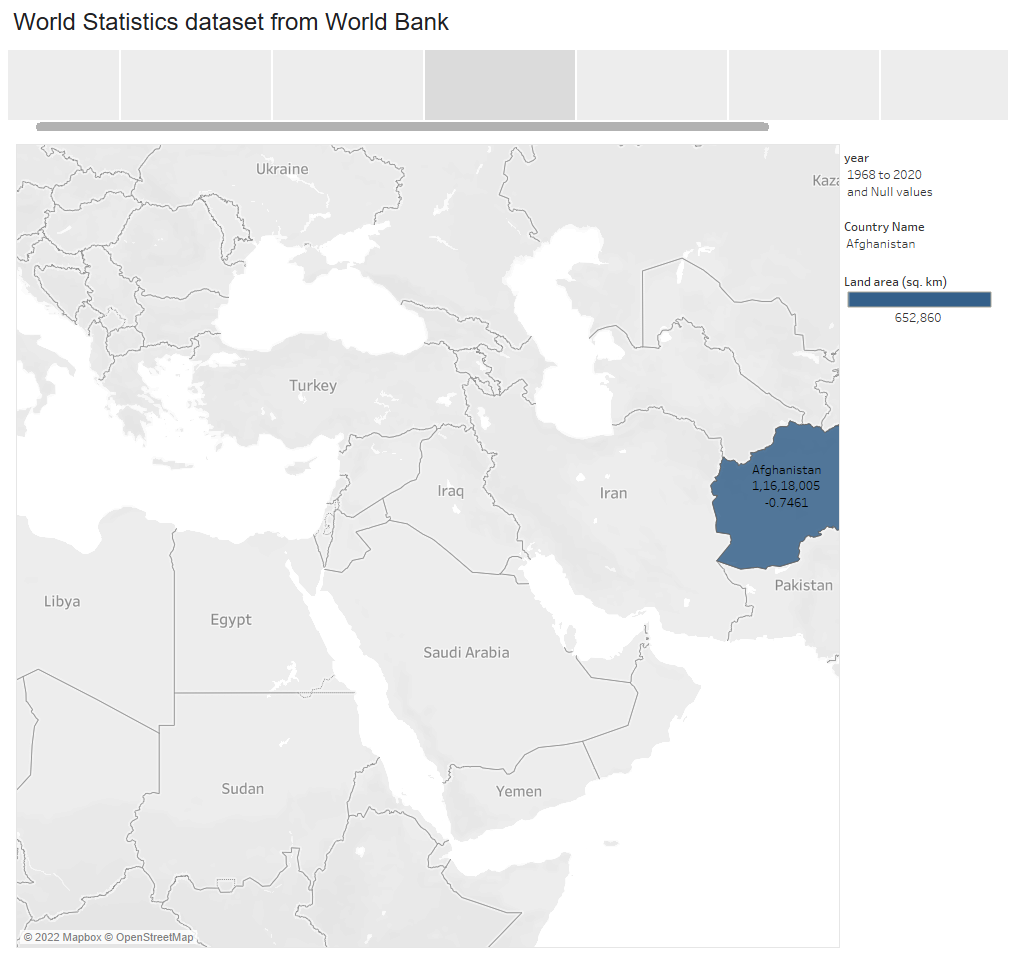 World Statistics dataset from World Bank
Ukraine
Kaza
year
1968 to 2020
and Null values
Country Name
Afghanistan
Land area (sq. km)
652,860
Turkey
Afghanistan
1,16,18,005
-0.7461
Iraq
Iran
Pakistan
Libya
Egypt
Saudi Arabia
Sudan
Yemen
© 2022 Mapbox © OpenStreetMap